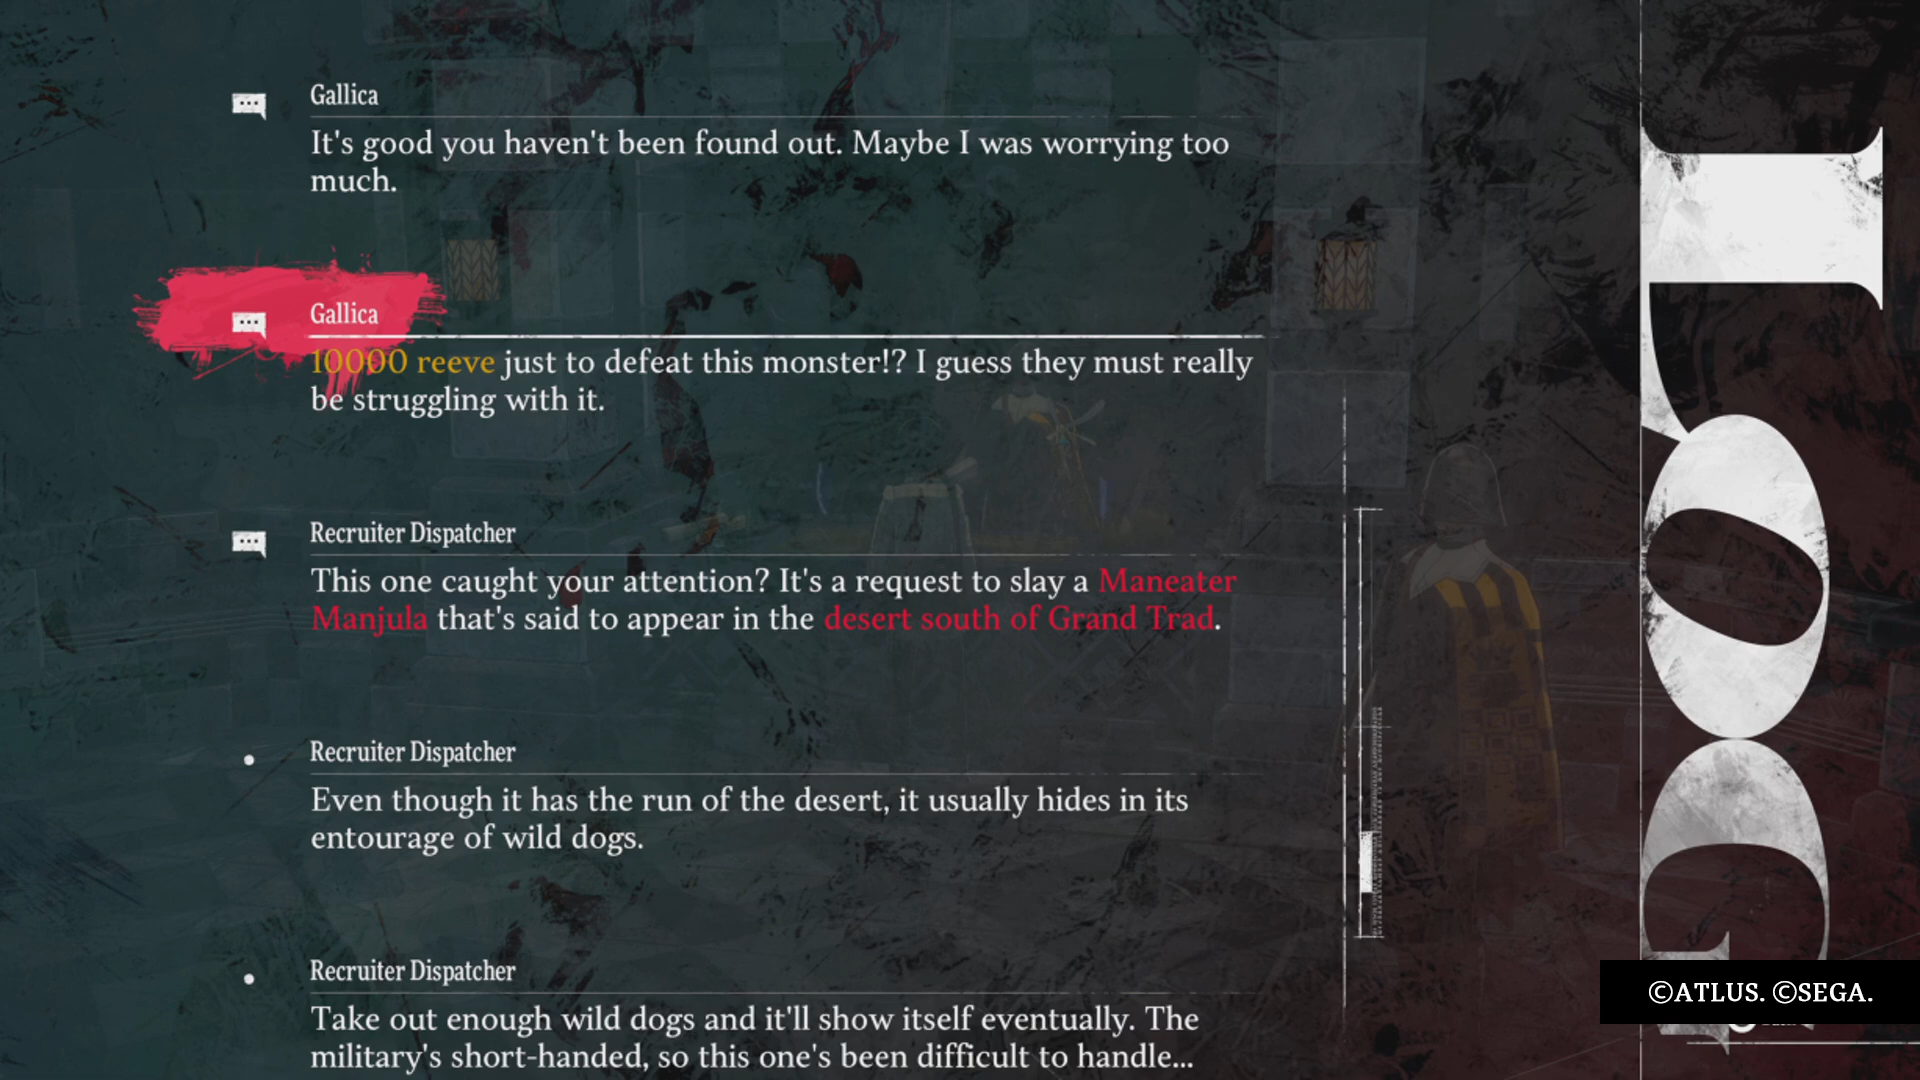 Gallica
It's good you haven't been found out. Maybe I was worrying too
much.
Gallica
10000 reeve just to defeat this monster!? I guess they must really
be struggling with it.
Recruiter Dispatcher
This one caught your attention? It's a request to slay a Maneater
Manjula that's said to appear in the desert south of Grand Trad.
Recruiter Dispatcher
Even though it has the run of the desert, it usually hides in its
entourage of wild dogs.
Recruiter Dispatcher
Take out enough wild dogs and it'll show itself eventually. The
military's short-handed, so this one's been difficult to handle...
LOG
©ATLUS. ©SEGA.